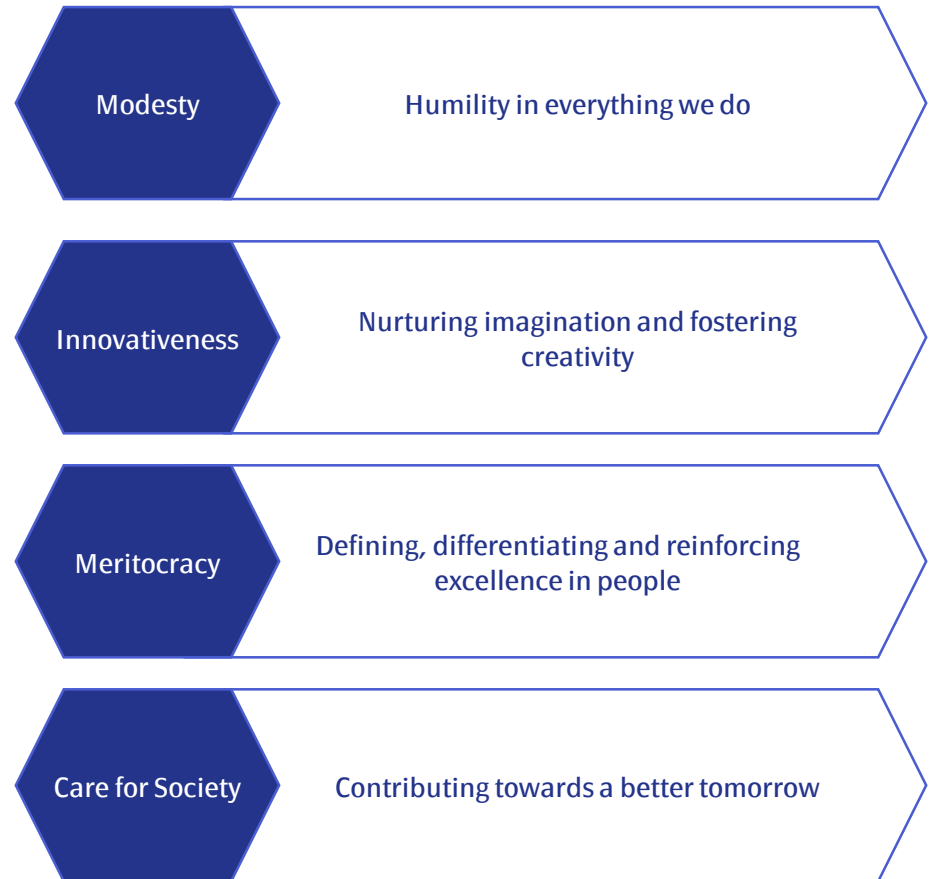 Modesty
Humility in everything we do
Innovativeness
Nurturing imagination and fostering
creativity
Meritocracy
Defining, differentiating and reinforcing
excellence in people
Care for Society
Contributing towards a better tomorrow